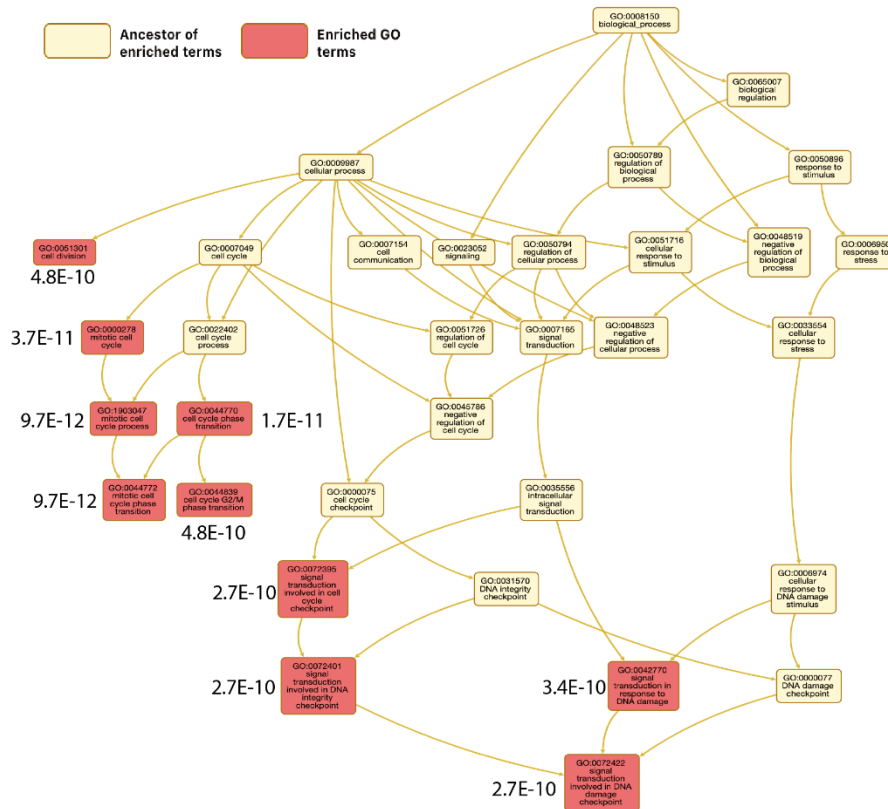 Ancestor of
enriched terms
Enriched GO
terms
GO:0008150
biological_process
GO:0065007
biological
regulation
GO:0009987
cellular process
GO:0050789
regulation of
biological
process
GO:0050896
response to
stimulus
GO:0051301
cell division
4.8E-10
GO:0007049
cell cycle
GO:0007154
cell
communication
GO:0023052
signaling
GO:0050794
regulation of
cellular process
GO:0051716
cellular
response to
stimulus
GO:0048519
negative
regulation of
biological
process
GO:0006950
response to
stress
3.7E-11
GO:0000278
mitotic cell
cycle
GO:0022402
cell cycle
process
GO:0051726
regulation of
cell cycle
GO:0007165
signal
transduction
GO:0048523
negative
regulation of
cellular process
GO:0033554
cellular
response to
stress
9.7E-12
GO:1903047
mitotic cell
cycle process
GO:0044770
cell cycle phase
transition
1.7E-11
GO:0045786
negative
regulation of
cell cycle
9.7E-12
GO:0044772
mitotic cell
cycle phase
transition
GO:0044839
cell cycle G2/M
phase transition
4.8E-10
GO:0000075
cell cycle
checkpoint
GO:0035556
intracellular
signal
transduction
2.7E-10
GO:0072395
signal
transduction
involved in cell
cycle
checkpoint
GO:0031570
DNA integrity
checkpoint
GO:0006974
cellular
response to
DNA damage
stimulus
2.7E-10
GO:0072401
signal
transduction
involved in DNA
integrity
checkpoint
3.4E-10
GO:0042770
signal
transduction in
response to
DNA damage
GO:0000077
DNA damage
checkpoint
2.7E-10
GO:0072422
signal
transduction
involved in DNA
damage
checkpoint